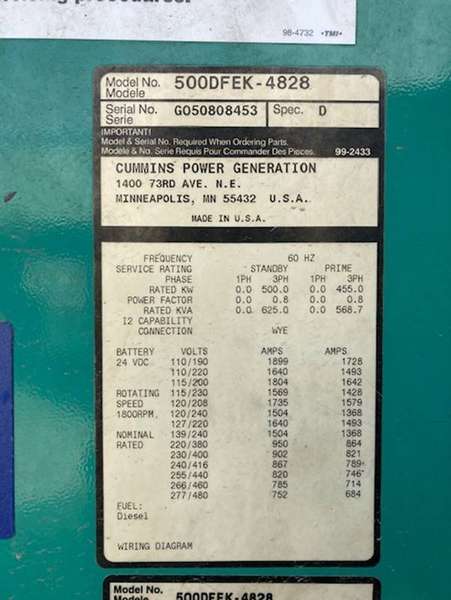 procedures.
98-4732 -TMI-
Model No. 500DFEK-4828
Modele
Serial No. G050808453 Spec. D
Serie
IMPORTANT!
Model & Serial No. Required When Ordering Parts.
Modele & No. Serie Requis Pour Commander Des Pieces. 99-2433
CUMMINS POWER GENERATION
1400 73RD AVE. N.E.
MINNEAPOLIS, MN 55432 U.S.A.
MADE IN U.S.A.
FREQUENCY 60 HZ
SERVICE RATING STANDBY PRIME
PHASE 1PH 3PH 1PH 3PH
RATED KW 0.0 500.0 0.0 455.0
POWER FACTOR 0.0 0.8 0.0 0.8
RATED KVA 0.0 625.0 0.0 568.7
I2 CAPABILITY
CONNECTION WYE
BATTERY VOLTS AMPS AMPS
24 VDC 110/190 1899 1728
110/220 1640 1493
115/200 1804 1642
ROTATING 115/230 1569 1428
SPEED 120/208 1735 1579
1800RPM 120/240 1504 1368
127/220 1640 1493
NOMINAL 139/240 1504 1368
RATED 220/380 950 864
230/400 902 821
240/416 867 789
255/440 820 746
266/460 785 714
277/480 752 684
FUEL:
Diesel
WIRING DIAGRAM
Model No. 500DFEK-4828
Modele